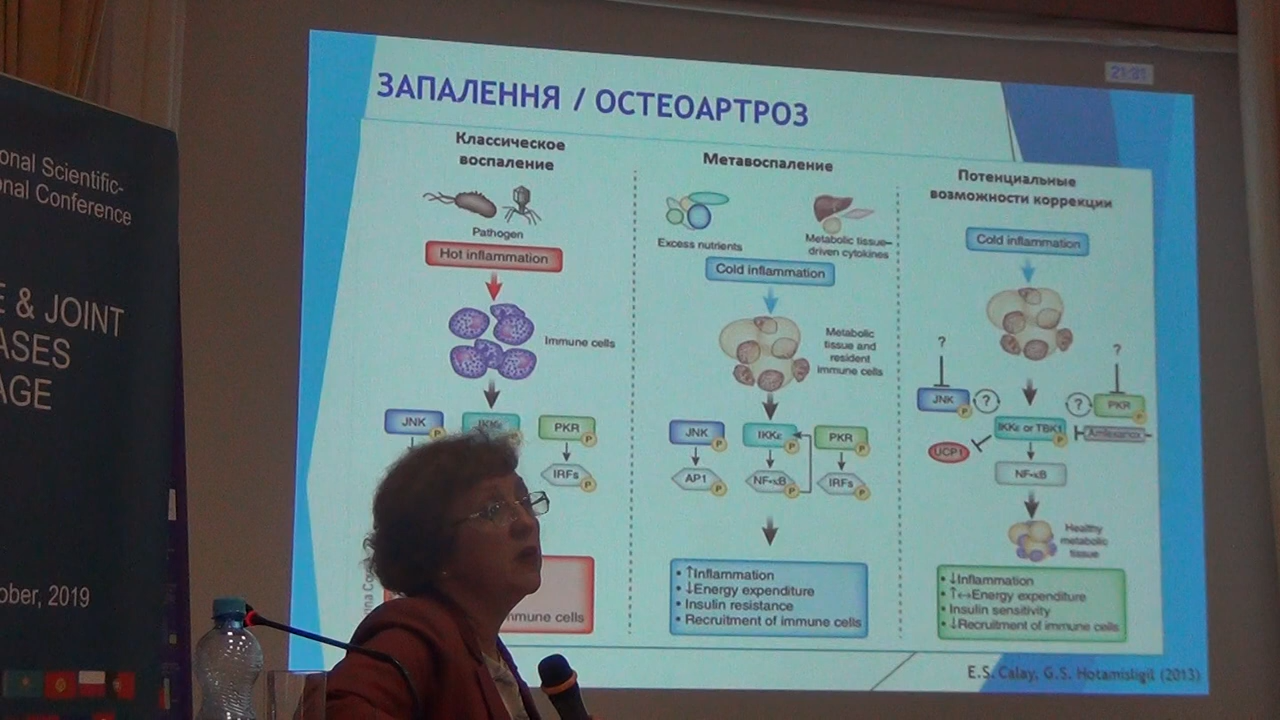 onal Scientific-
onal Conference
E & JOINT
ASES
AGE
ober, 2019
21:31
ЗАПАЛЕННЯ / ОСТЕОАРТРОЗ
Классическое
воспаление
Pathogen
Hot inflammation
Immune cells
JNK
P
IKKε
PKR
P
IRFs
P
mmune cells
Метавоспаление
Excess nutrients
Metabolic tissue–
driven cytokines
Cold inflammation
Metabolic
tissue and
resident
immune cells
JNK
P
IKKε
P
PKR
P
AP1
P
NF-κB
P
IRFs
P
• ↑Inflammation
• ↓Energy expenditure
• Insulin resistance
• Recruitment of immune cells
Потенциальные
возможности коррекции
Cold inflammation
?
?
JNK
P
?
?
PKR
P
IKKε or TBK1
P
Amlexanox
UCP1
NF-κB
Healthy
metabolic
tissue
• ↓Inflammation
• ↑↔Energy expenditure
• Insulin sensitivity
• ↓Recruitment of immune cells
E.S. Calay, G.S. Hotamisligil (2013)